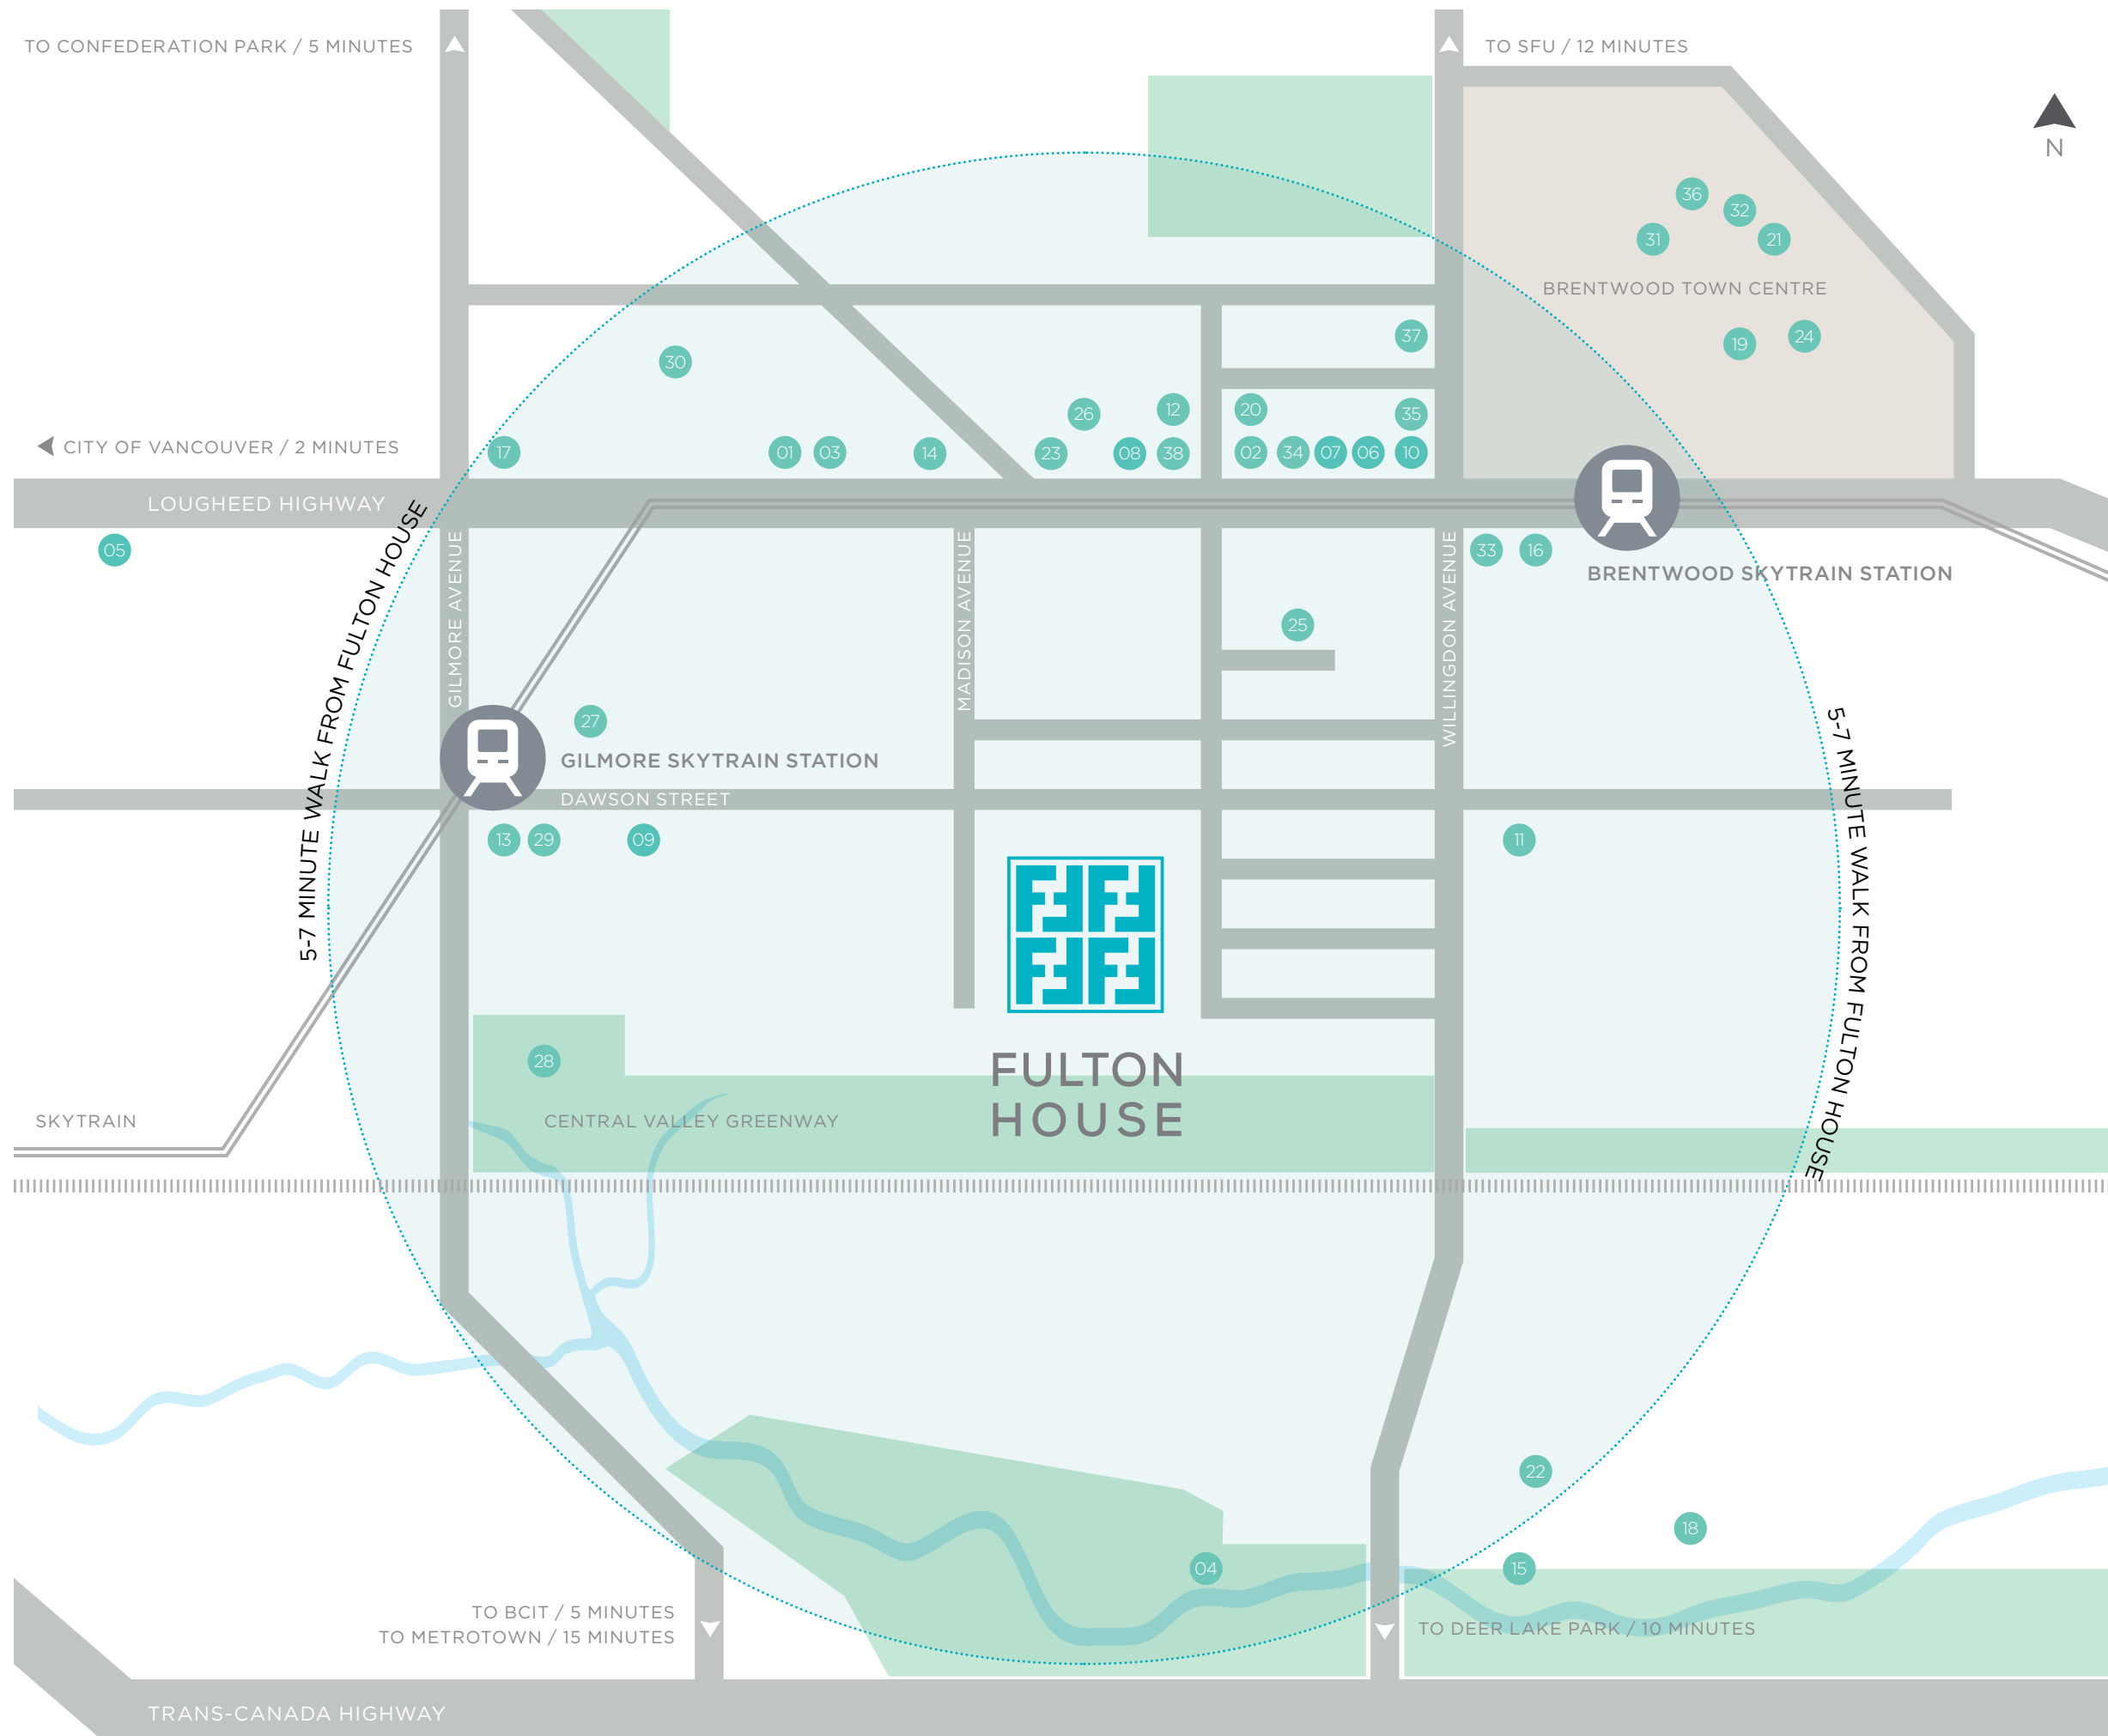 TO CONFEDERATION PARK / 5 MINUTES
TO SFU / 12 MINUTES
N
36
32
31
21
BRENTWOOD TOWN CENTRE
37
19
24
30
26
12
20
35
CITY OF VANCOUVER / 2 MINUTES
17
01
03
14
23
08
38
02
34
07
06
10
LOUGHEED HIGHWAY
05
33
16
BRENTWOOD SKYTRAIN STATION
GILMORE AVENUE
MADISON AVENUE
WILLINGDON AVENUE
25
5-7 MINUTE WALK FROM FULTON HOUSE
27
GILMORE SKYTRAIN STATION
DAWSON STREET
13
29
09
11
5-7 MINUTE WALK FROM FULTON HOUSE
28
FULTON
HOUSE
SKYTRAIN
CENTRAL VALLEY GREENWAY
22
18
04
15
TO BCIT / 5 MINUTES
TO METROTOWN / 15 MINUTES
TO DEER LAKE PARK / 10 MINUTES
TRANS-CANADA HIGHWAY